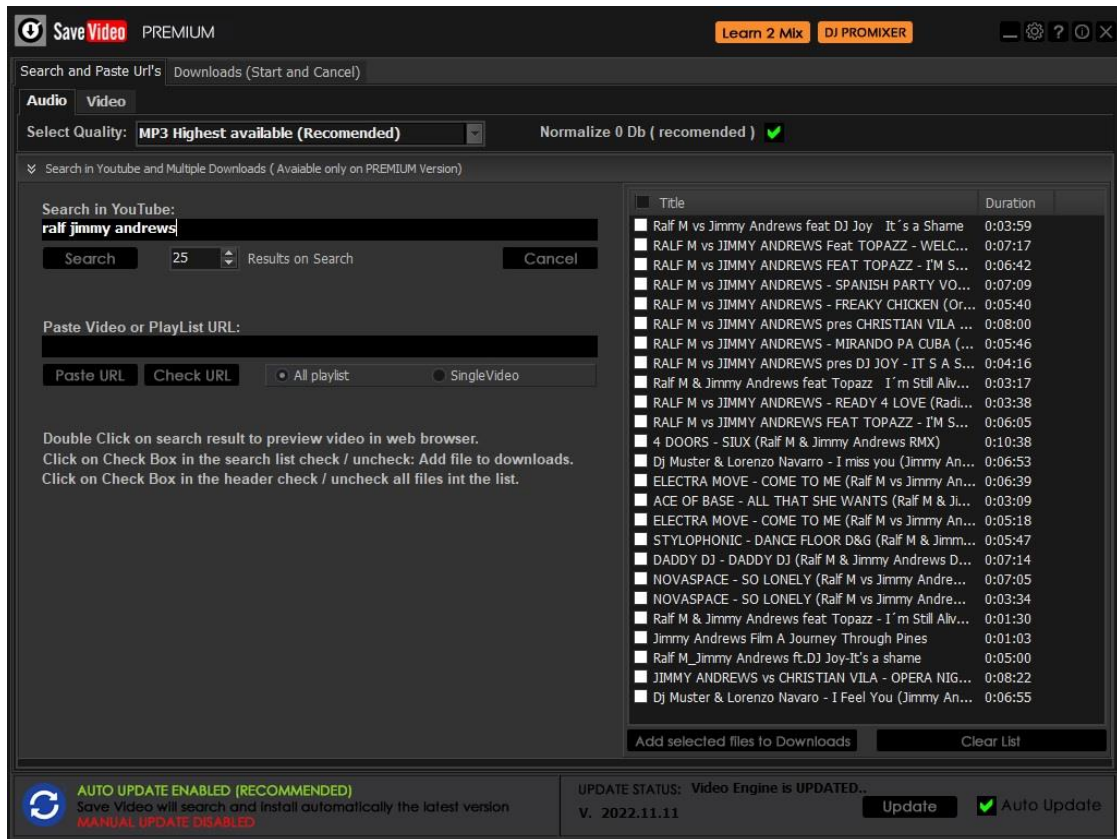 Save Video PREMIUM
Learn 2 Mix DJ PROMIXER
Search and Paste Url's Downloads (Start and Cancel)
Audio Video
Select Quality: MP3 Highest available (Recomended) Normalize 0 Db ( recomended )
Search in Youtube and Multiple Downloads ( Avaiable only on PREMIUM Version)
Search in YouTube:
ralf jimmy andrews
Search 25 Results on Search Cancel
Paste Video or PlayList URL:
Paste URL Check URL All playlist SingleVideo
Double Click on search result to preview video in web browser.
Click on Check Box in the search list check / uncheck: Add file to downloads.
Click on Check Box in the header check / uncheck all files int the list.
Title Duration
Ralf M vs Jimmy Andrews feat DJ Joy It´s a Shame 0:03:59
RALF M vs JIMMY ANDREWS Feat TOPAZZ - WELC... 0:07:17
RALF M vs JIMMY ANDREWS FEAT TOPAZZ - I'M S... 0:06:42
RALF M vs JIMMY ANDREWS - SPANISH PARTY VO... 0:07:09
RALF M vs JIMMY ANDREWS - FREAKY CHICKEN (Or... 0:05:40
RALF M vs JIMMY ANDREWS pres CHRISTIAN VILA ... 0:08:00
RALF M vs JIMMY ANDREWS - MIRANDO PA CUBA (... 0:05:46
RALF M vs JIMMY ANDREWS pres DJ JOY - IT S A S... 0:04:16
Ralf M & Jimmy Andrews feat Topazz I´m Still Aliv... 0:03:17
RALF M vs JIMMY ANDREWS - READY 4 LOVE (Radi... 0:03:38
RALF M vs JIMMY ANDREWS FEAT TOPAZZ - I'M S... 0:06:05
4 DOORS - SIUX (Ralf M & Jimmy Andrews RMX) 0:10:38
Dj Muster & Lorenzo Navarro - I miss you (Jimmy An... 0:06:53
ELECTRA MOVE - COME TO ME (Ralf M vs Jimmy An... 0:06:39
ACE OF BASE - ALL THAT SHE WANTS (Ralf M & Ji... 0:03:09
ELECTRA MOVE - COME TO ME (Ralf M vs Jimmy An... 0:05:18
STYLOPHONIC - DANCE FLOOR D&G (Ralf M & Jimm... 0:05:47
DADDY DJ - DADDY DJ (Ralf M & Jimmy Andrews D... 0:07:14
NOVASPACE - SO LONELY (Ralf M vs Jimmy Andre... 0:07:05
NOVASPACE - SO LONELY (Ralf M vs Jimmy Andre... 0:03:34
Ralf M & Jimmy Andrews feat Topazz - I´m Still Aliv... 0:01:30
Jimmy Andrews Film A Journey Through Pines 0:01:03
Ralf M_Jimmy Andrews ft.DJ Joy-It's a shame 0:05:00
JIMMY ANDREWS vs CHRISTIAN VILA - OPERA NIG... 0:08:22
Dj Muster & Lorenzo Navaro - I Feel You (Jimmy An... 0:06:55
Add selected files to Downloads Clear List
AUTO UPDATE ENABLED (RECOMMENDED)
Save Video will search and install automatically the latest version
MANUAL UPDATE DISABLED
UPDATE STATUS: Video Engine is UPDATED..
V. 2022.11.11 Update Auto Update